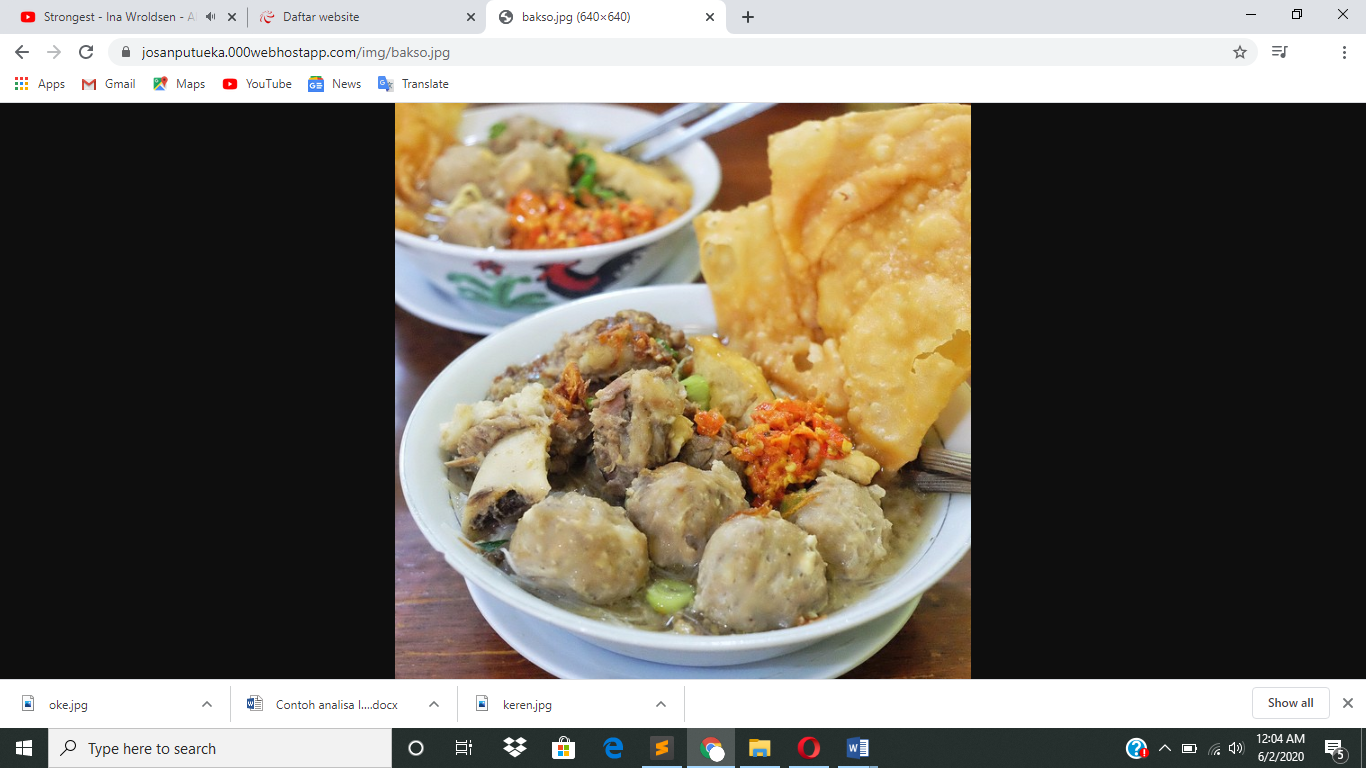 Strongest - Ina Wroldsen - A
Daftar website
bakso.jpg (640×640)
josanputueka.000webhostapp.com/img/bakso.jpg
Apps
Gmail
Maps
YouTube
News
Translate
oke.jpg
Contoh analisa l....docx
keren.jpg
Show all
Type here to search
12:04 AM
6/2/2020
5